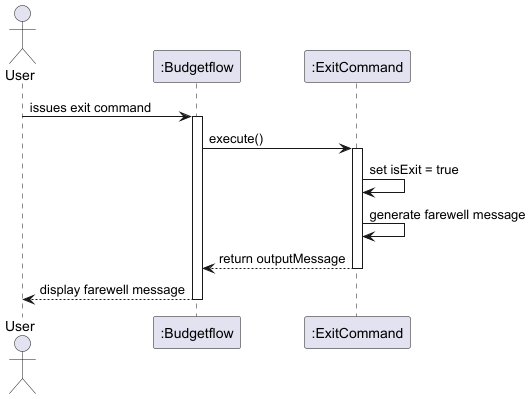 User
:Budgetflow
:ExitCommand
issues exit command
execute()
set isExit = true
generate farewell message
return outputMessage
display farewell message
User
:Budgetflow
:ExitCommand